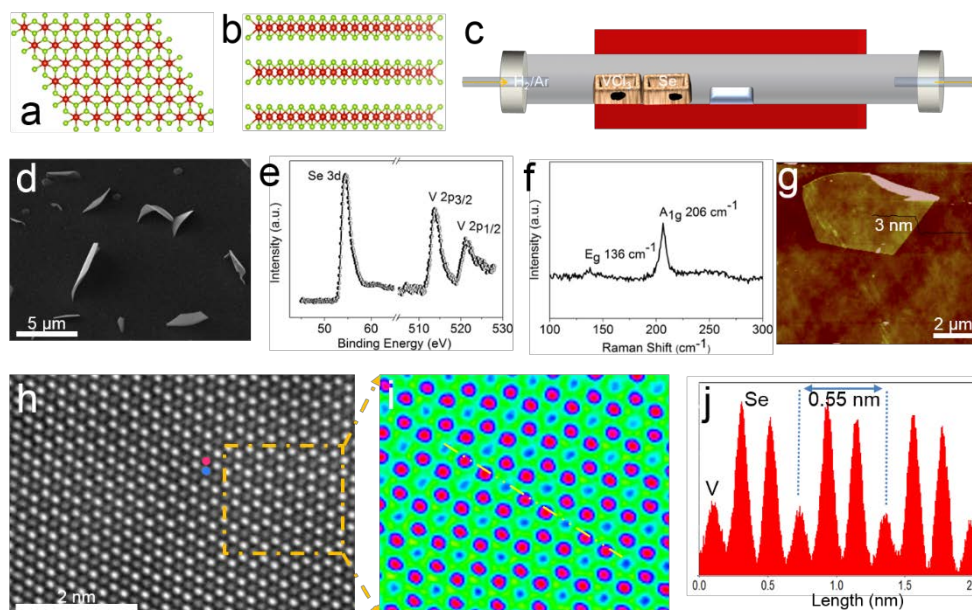 a
b
c
H₂/Ar
VCl₃
Se
d
5 μm
e
Se 3d
V 2p3/2
V 2p1/2
Intensity (a.u.)
50
60
510
520
530
Binding Energy (eV)
f
A1g 206 cm-1
Eg 136 cm-1
Intensity (a.u.)
100
150
200
250
300
Raman Shift (cm-1)
g
3 nm
2 μm
h
2 nm
i
j
0.55 nm
Se
V
0.0
0.5
1.0
1.5
Length (nm)